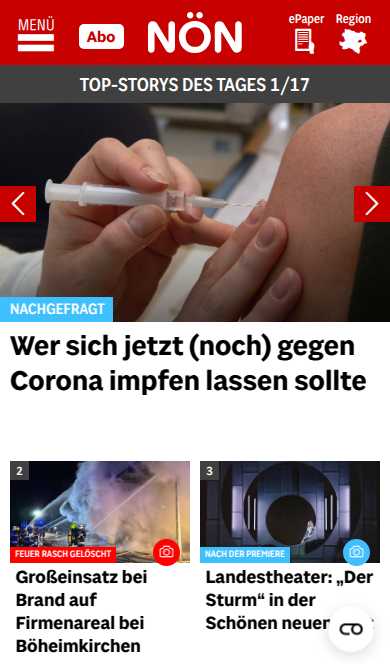 MENÜ
Abo
NÖN
ePaper
Region
TOP-STORYS DES TAGES 1/17
NACHGEFRAGT
Wer sich jetzt (noch) gegen
Corona impfen lassen sollte
2
FEUER RASCH GELÖSCHT
Großeinsatz bei
Brand auf
Firmenareal bei
Böheimkirchen
3
NACH DER PREMIERE
Landestheater: „Der
Sturm“ in der
Schönen neuen